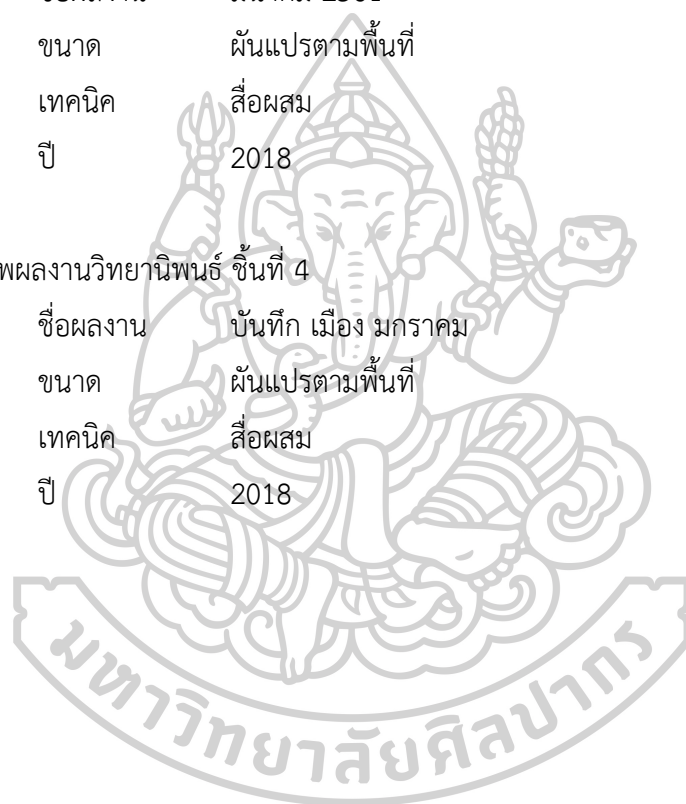 ขนาด ผันแปรตามพื้นที่
เทคนิค สื่อผสม
ปี 2018
พผลงานวิทยานิพนธ์ ชิ้นที่ 4
ชื่อผลงาน บันทึก เมือง มกราคม
ขนาด ผันแปรตามพื้นที่
เทคนิค สื่อผสม
ปี 2018
มหาวิทยาลัยศิลปากร